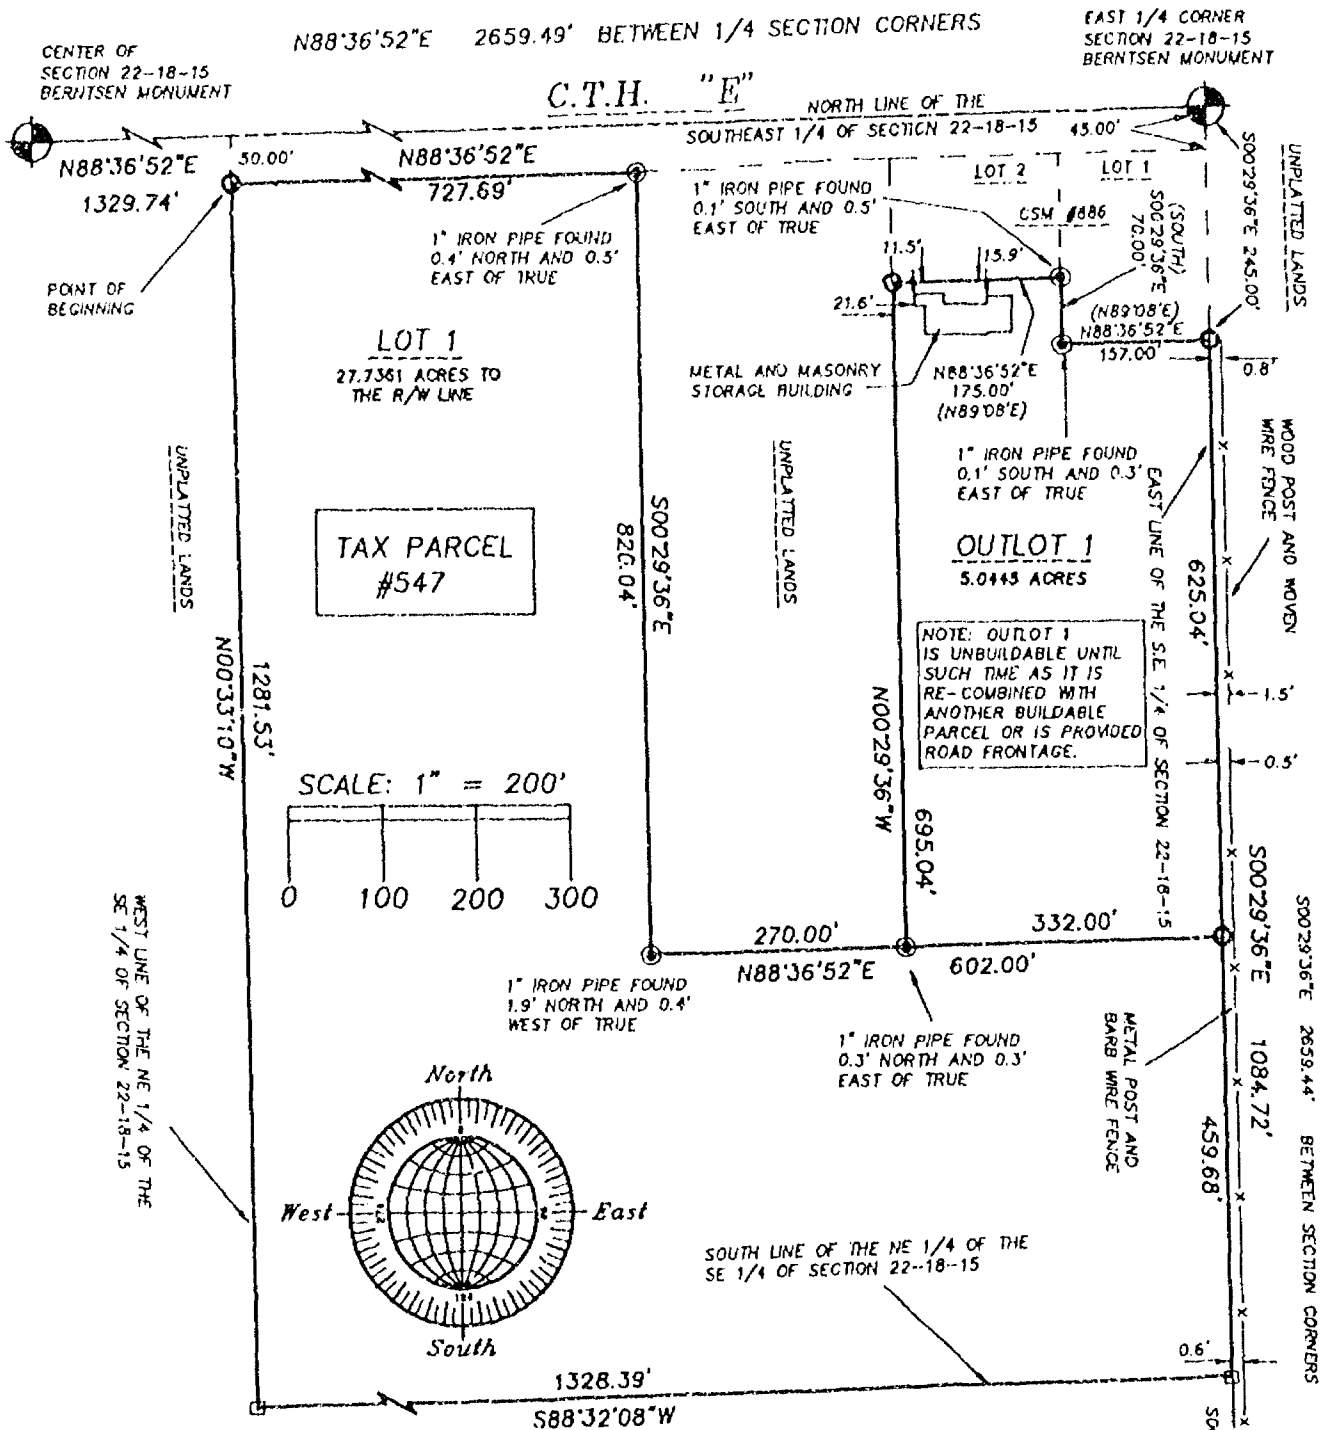 N88°36'52"E 2659.49' BETWEEN 1/4 SECTION CORNERS
CENTER OF
SECTION 22-18-15
BERNTSEN MONUMENT
EAST 1/4 CORNER
SECTION 22-18-15
BERNTSEN MONUMENT
C.T.H. "E"
NORTH LINE OF THE
SOUTHEAST 1/4 OF SECTION 22-18-15
45.00'
N88°36'52"E
1329.74'
50.00'
N88°36'52"E
727.69'
LOT 2
LOT 1
CSM #886
1" IRON PIPE FOUND
0.1' SOUTH AND 0.5'
EAST OF TRUE
(SOUTH)
S00°29'36"E
70.00'
S00°29'36"E 245.00'
UNPLATTED LANDS
1" IRON PIPE FOUND
0.4' NORTH AND 0.5'
EAST OF TRUE
POINT OF
BEGINNING
11.5'
15.9'
21.6'
(N89°08'E)
N88°36'52"E
157.00'
0.8'
LOT 1
27.7361 ACRES TO
THE R/W LINE
METAL AND MASONRY
STORAGE BUILDING
N88°36'52"E
175.00'
(N89°08'E)
WOOD POST AND WOVEN
WIRE FENCE
1" IRON PIPE FOUND
0.1' SOUTH AND 0.3'
EAST OF TRUE
UNPLATTED LANDS
UNPLATTED LANDS
TAX PARCEL
#547
S00°29'36"E
820.04'
OUTLOT 1
5.0445 ACRES
EAST LINE OF THE S.E. 1/4 OF SECTION 22-18-15
625.04'
NOTE: OUTLOT 1
IS UNBUILDABLE UNTIL
SUCH TIME AS IT IS
RE-COMBINED WITH
ANOTHER BUILDABLE
PARCEL OR IS PROVIDED
ROAD FRONTAGE.
1.5'
0.5'
1281.53'
N00°33'10"W
N00°29'36"W
695.04'
SCALE: 1" = 200'
0 100 200 300
S00°29'36"E 1084.72'
S00°29'36"E 2659.44' BETWEEN SECTION CORNERS
270.00'
332.00'
N88°36'52"E
602.00'
1" IRON PIPE FOUND
1.9' NORTH AND 0.4'
WEST OF TRUE
1" IRON PIPE FOUND
0.3' NORTH AND 0.3'
EAST OF TRUE
METAL POST AND
BARB WIRE FENCE
459.68'
WEST LINE OF THE NE 1/4 OF THE
SE 1/4 OF SECTION 22-18-15
North
West
East
South
SOUTH LINE OF THE NE 1/4 OF THE
SE 1/4 OF SECTION 22-18-15
0.6'
1328.39'
S88°32'08"W